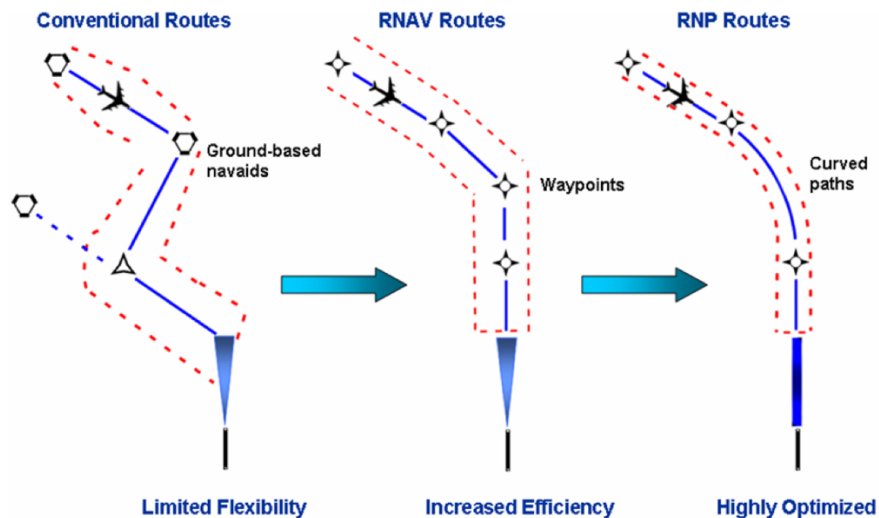 Conventional Routes
RNAV Routes
RNP Routes
Ground-based
navaids
Waypoints
Curved
paths
Limited Flexibility
Increased Efficiency
Highly Optimized